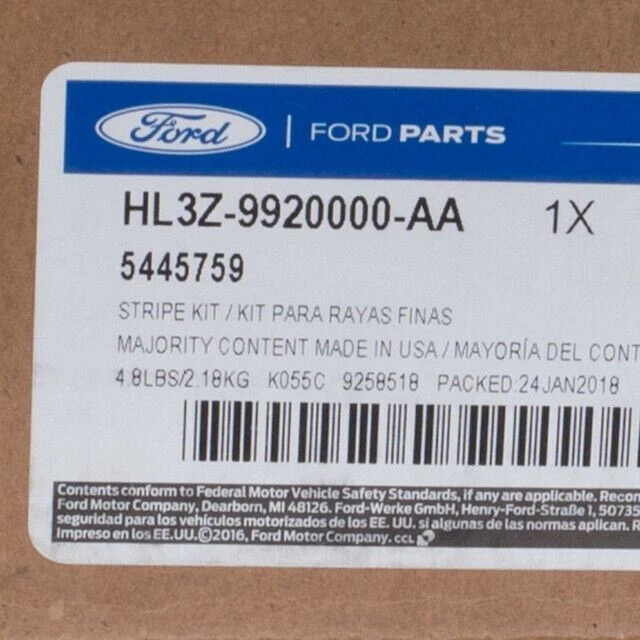 Ford | FORD PARTS
HL3Z-9920000-AA 1X
5445759
STRIPE KIT / KIT PARA RAYAS FINAS
MAJORITY CONTENT MADE IN USA / MAYORÍA DEL CONT
4.8LBS/2.18KG K055C 9258518 PACKED:24JAN2018
Contents conform to Federal Motor Vehicle Safety Standards, if any are applicable. Recon
Ford Motor Company, Dearborn, MI 48126. Ford-Werke GmbH, Henry-Ford-Straße 1, 50735
seguridad para los vehículos motorizados de los EE. UU. si algunas de las normas aplican. R
Impreso en los EE.UU.©2016, Ford Motor Company. CCL